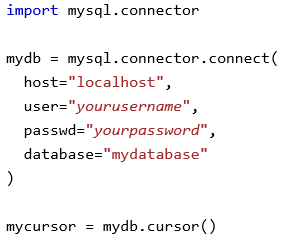 import mysql.connector

mydb = mysql.connector.connect(
  host="localhost",
  user="yourusername",
  passwd="yourpassword",
  database="mydatabase"
)

mycursor = mydb.cursor()